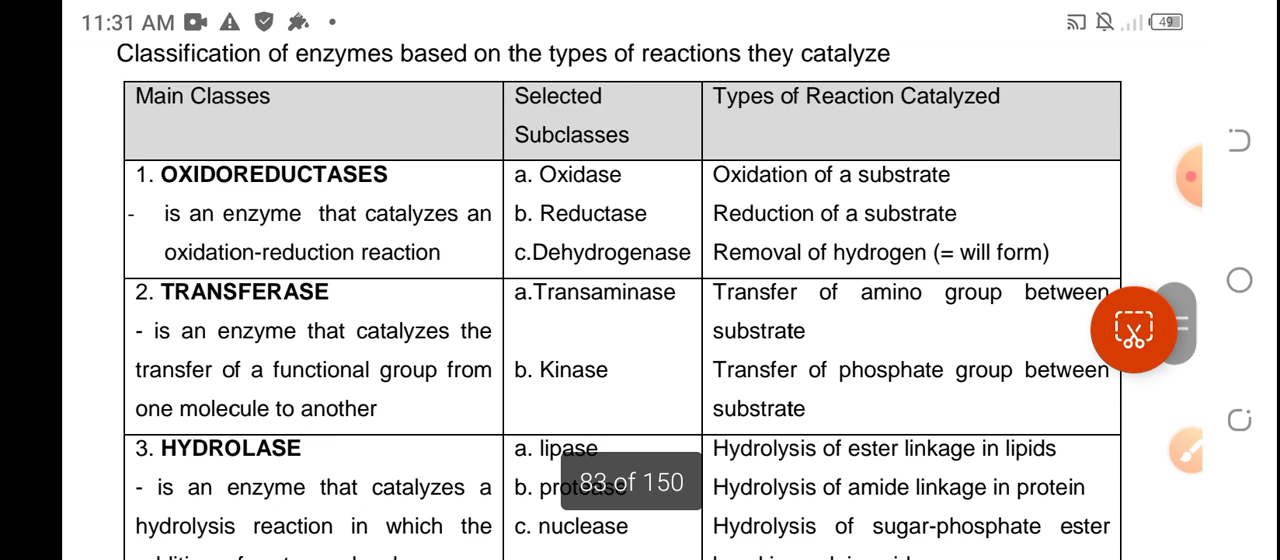 11:31 AM
49
Classification of enzymes based on the types of reactions they catalyze
Main Classes
Selected
Subclasses
Types of Reaction Catalyzed
1. OXIDOREDUCTASES
- is an enzyme that catalyzes an
oxidation-reduction reaction
a. Oxidase
b. Reductase
c.Dehydrogenase
Oxidation of a substrate
Reduction of a substrate
Removal of hydrogen (= will form)
2. TRANSFERASE
- is an enzyme that catalyzes the
transfer of a functional group from
one molecule to another
a.Transaminase
b. Kinase
Transfer of amino group between
substrate
Transfer of phosphate group between
substrate
3. HYDROLASE
- is an enzyme that catalyzes a
hydrolysis reaction in which the
a. lipase
b. protease
c. nuclease
83 of 150
Hydrolysis of ester linkage in lipids
Hydrolysis of amide linkage in protein
Hydrolysis of sugar-phosphate ester